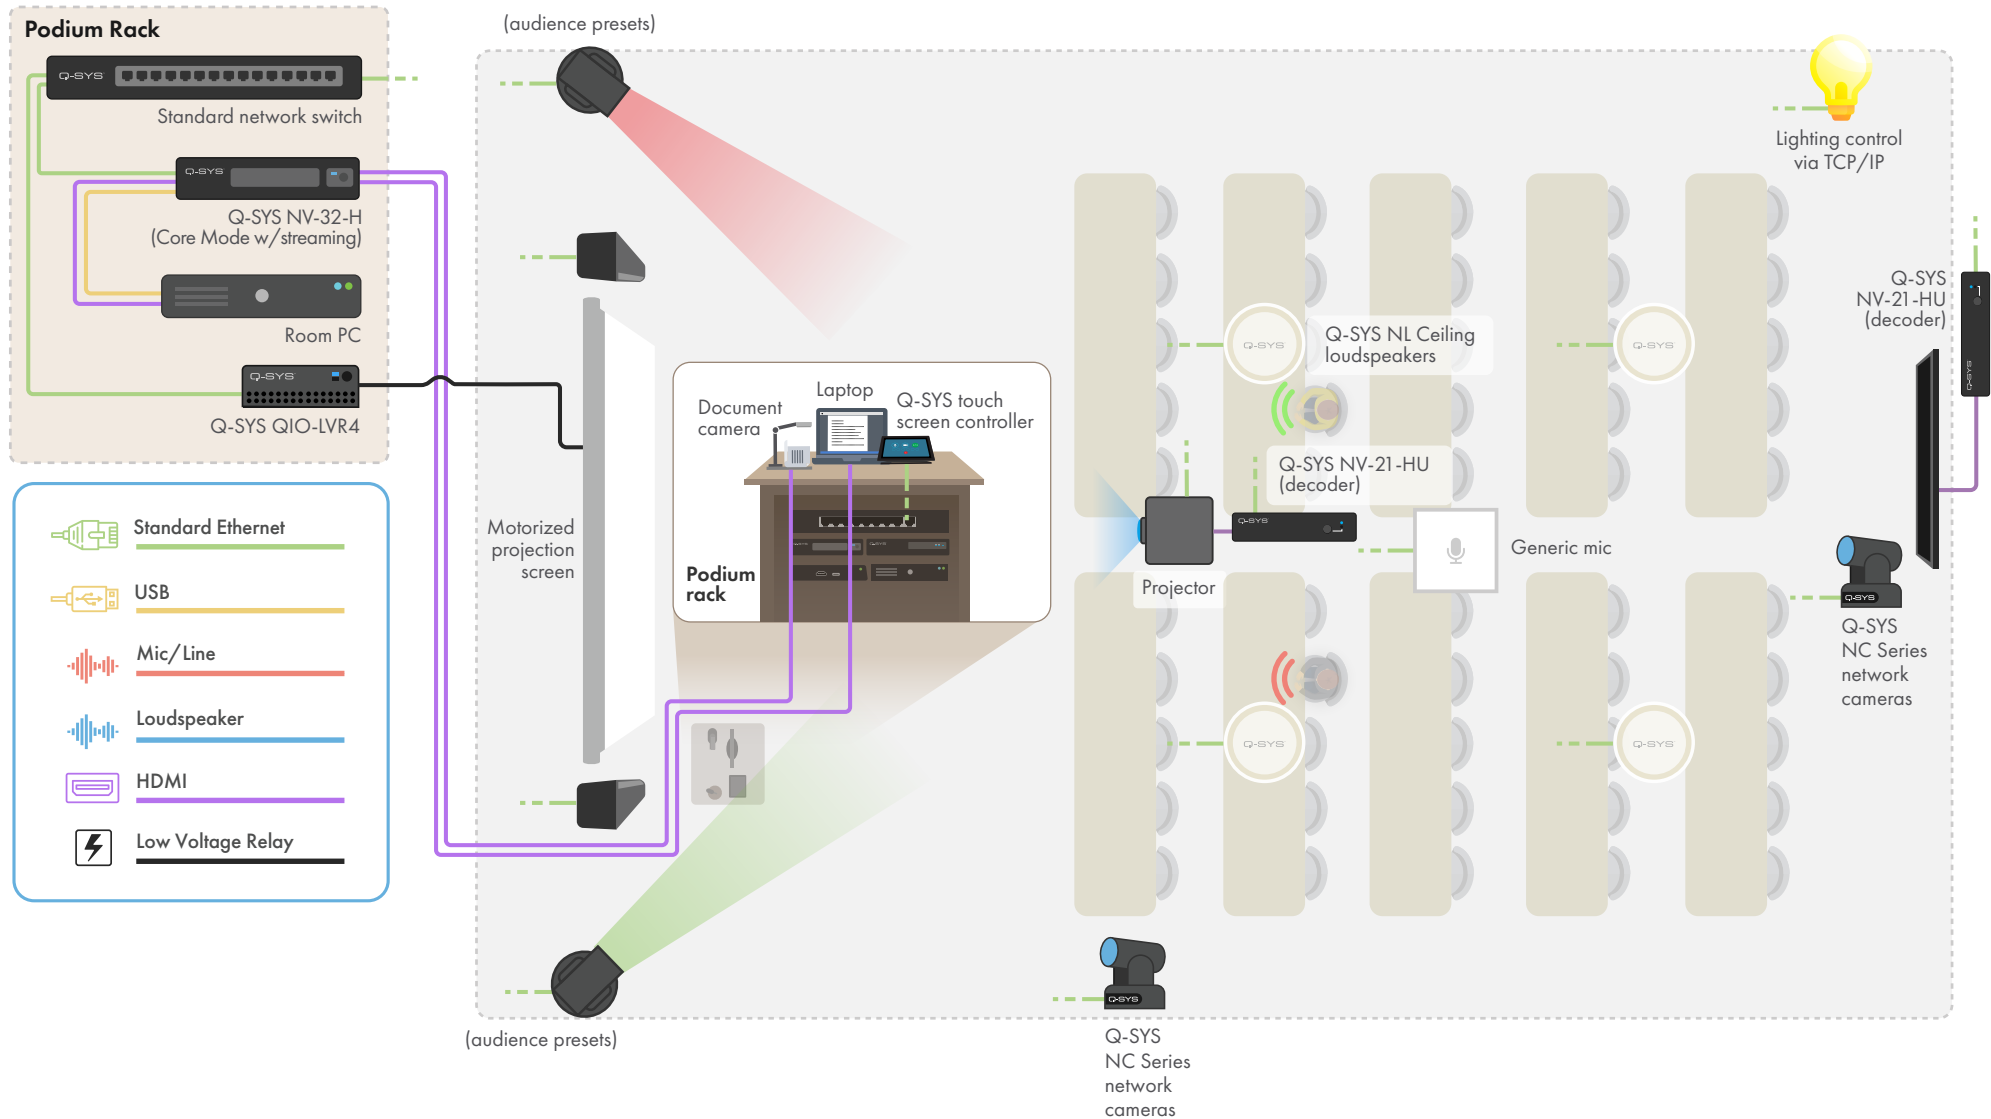 Podium Rack
Q-SYS
Standard network switch
Q-SYS
Q-SYS NV-32-H
(Core Mode w/streaming)
Room PC
Q-SYS
Q-SYS QIO-LVR4
Standard Ethernet
USB
Mic/Line
Loudspeaker
HDMI
Low Voltage Relay
(audience presets)
Motorized
projection
screen
Document
camera
Laptop
Q-SYS touch
screen controller
Podium
rack
(audience presets)
Q-SYS
Q-SYS NL Ceiling
loudspeakers
Q-SYS
Q-SYS NV-21-HU
(decoder)
Q-SYS
Projector
Generic mic
Q-SYS
Q-SYS
Lighting control
via TCP/IP
Q-SYS
NV-21-HU
(decoder)
Q-SYS
Q-SYS
Q-SYS
NC Series
network
cameras
Q-SYS
Q-SYS
NC Series
network
cameras